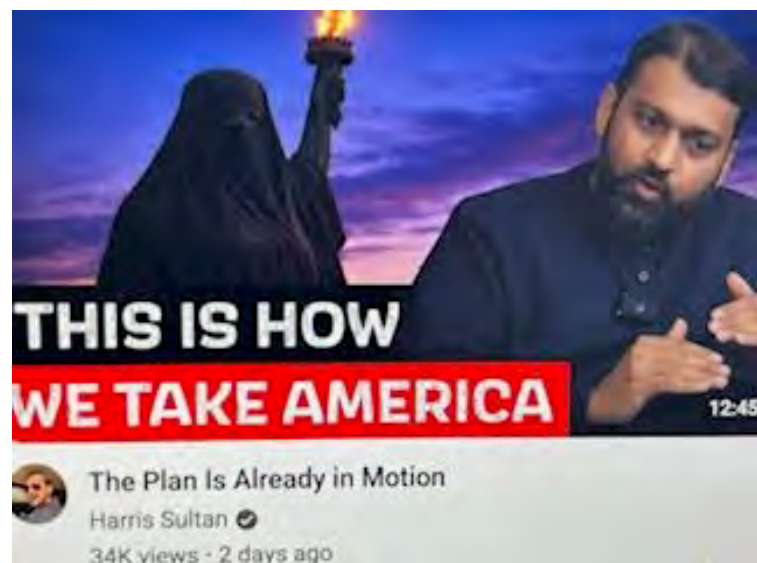 THIS IS HOW
WE TAKE AMERICA
12:45
The Plan Is Already in Motion
Harris Sultan
34K views · 2 days ago